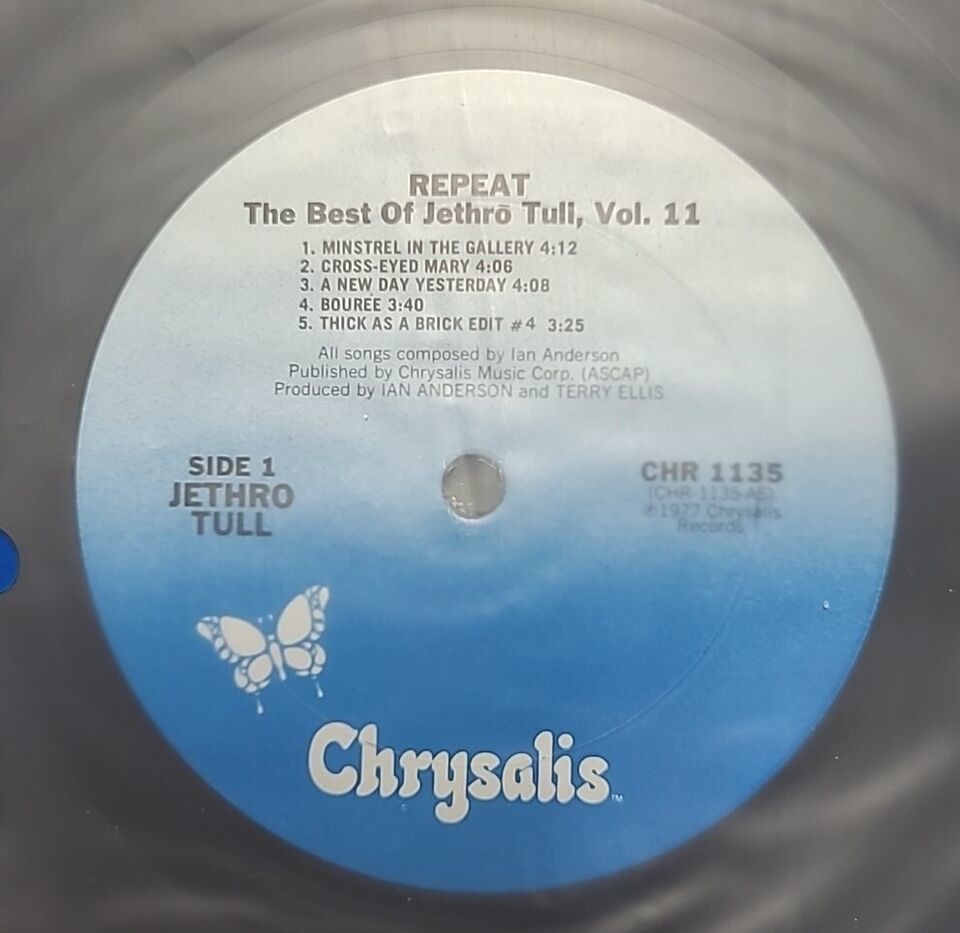 REPEAT
The Best Of Jethro Tull, Vol. 11
1. MINSTREL IN THE GALLERY 4:12
2. CROSS-EYED MARY 4:06
3. A NEW DAY YESTERDAY 4:08
4. BOURÉE 3:40
5. THICK AS A BRICK EDIT #4 3:25
All songs composed by Ian Anderson
Published by Chrysalis Music Corp. (ASCAP)
Produced by IAN ANDERSON and TERRY ELLIS
SIDE 1
JETHRO
TULL
CHR 1135
(CHR-1135-AS)
℗1977 Chrysalis
Records
Chrysalis™